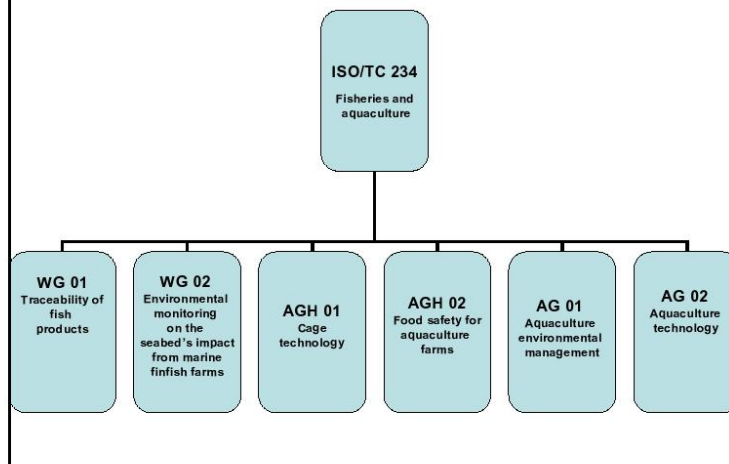 ISO/TC 234
Fisheries and
aquaculture
WG 01
Traceability of
fish
products
WG 02
Environmental
monitoring
on the
seabed's impact
from marine
finfish farms
AGH 01
Cage
technology
AGH 02
Food safety for
aquaculture
farms
AG 01
Aquaculture
environmental
management
AG 02
Aquaculture
technology